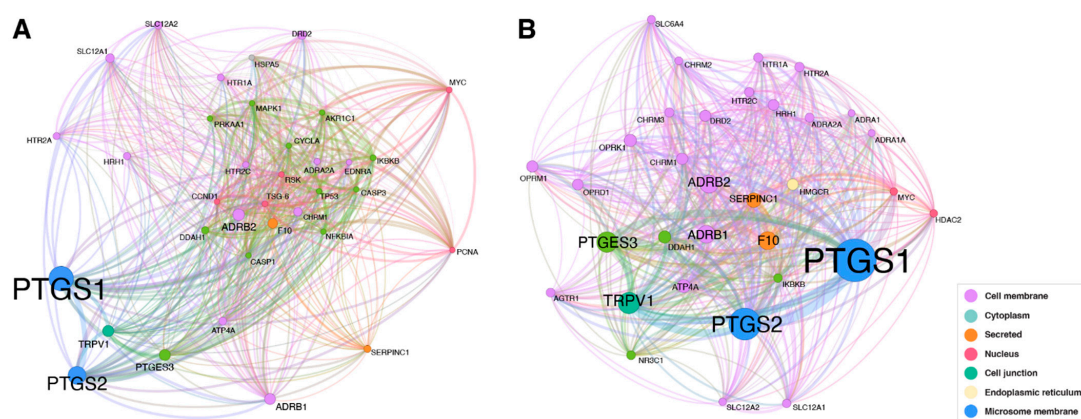 A
SLC12A2
DRD2
SLC12A1
HSPA5
HTR1A
MYC
MAPK1
AKR1C1
PRKAA1
HTR2A
CYCLA
HRH1
IKBKB
HTR2C
ADRA2A
EDNRA
RSK
CASP3
CCND1
TSG-6
TP53
CHRM1
ADRB2
F10
DDAH1
NFKBIA
PCNA
CASP1
PTGS1
ATP4A
TRPV1
SERPINC1
PTGES3
PTGS2
ADRB1
B
SLC6A4
CHRM2
HTR1A
HTR2A
HTR2C
HRH1
CHRM3
DRD2
ADRA2A
ADRA1
OPRK1
ADRA1A
CHRM1
OPRM1
ADRB2
OPRD1
HMGCR
SERPINC1
MYC
HDAC2
PTGES3
ADRB1
F10
DDAH1
PTGS1
IKBKB
ATP4A
AGTR1
TRPV1
PTGS2
NR3C1
SLC12A2
SLC12A1
Cell membrane
Cytoplasm
Secreted
Nucleus
Cell junction
Endoplasmic reticulum
Microsome membrane